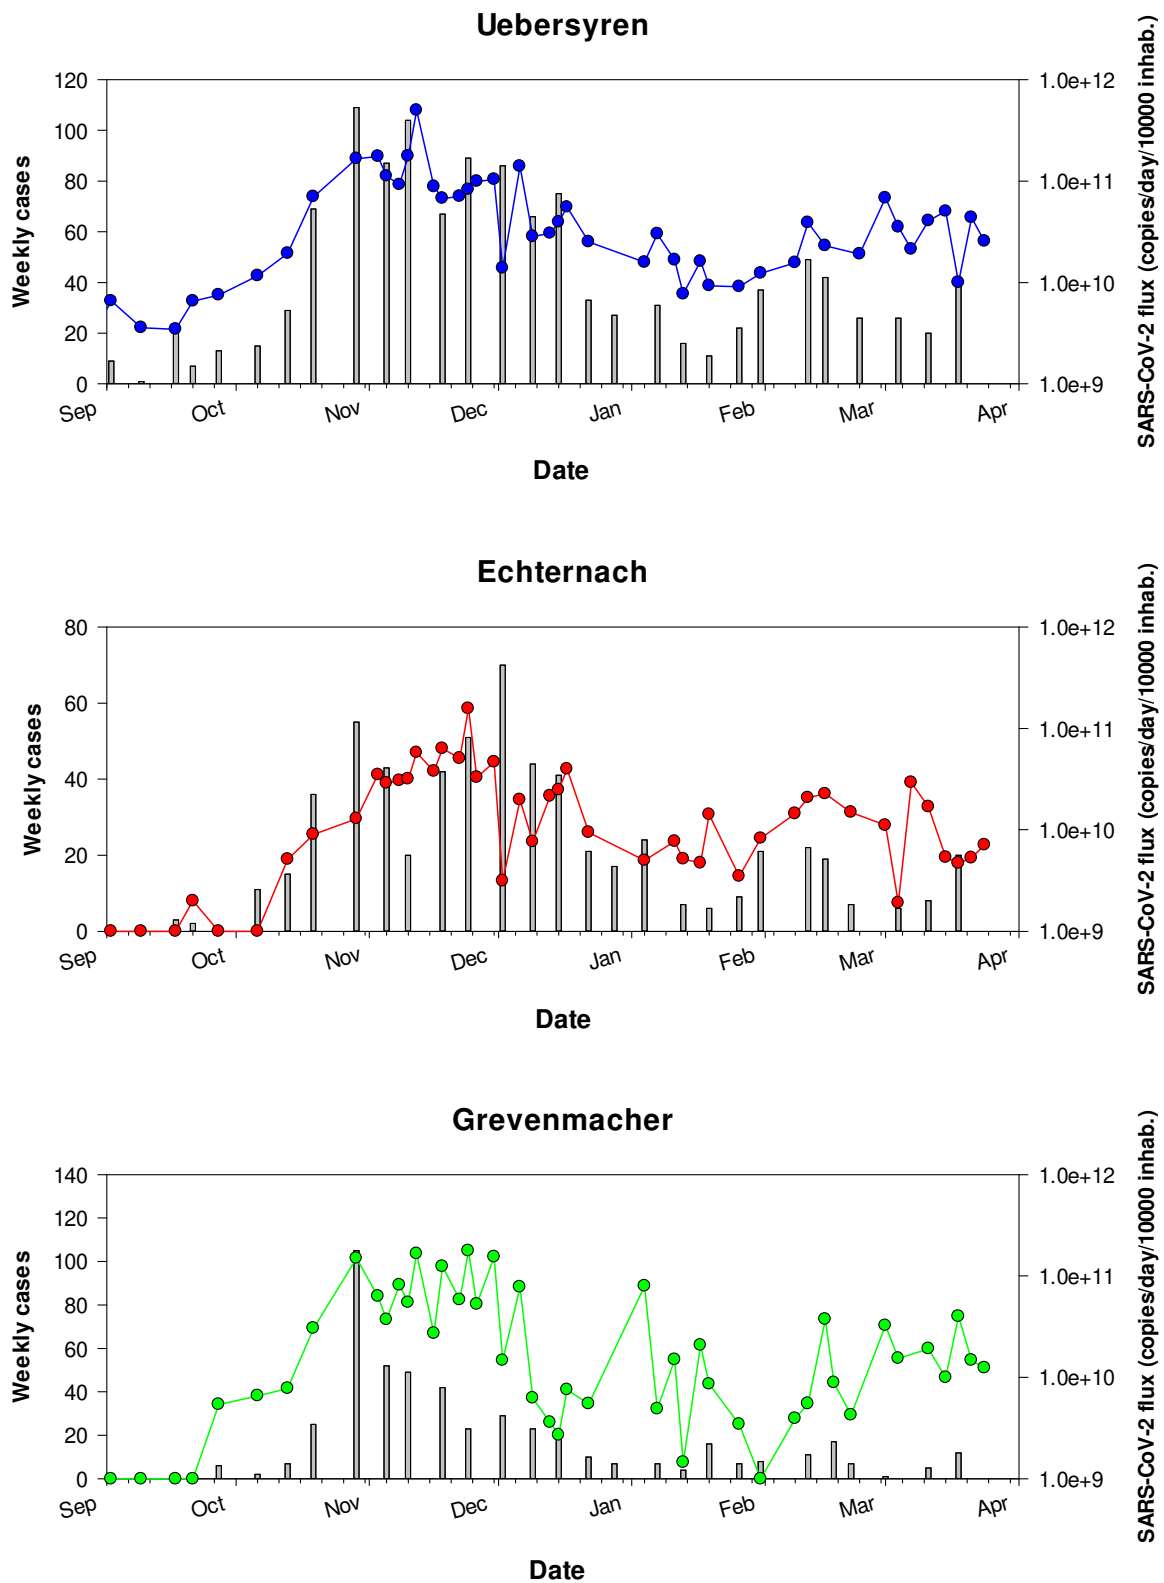 Uebersyren
Weekly cases
120
100
80
60
40
20
0
1.0e+12
1.0e+11
1.0e+10
1.0e+9
SARS-CoV-2 flux (copies/day/10000 inhab.)
Sep Oct Nov Dec Jan Feb Mar Apr
Date
Echternach
Weekly cases
80
60
40
20
0
1.0e+12
1.0e+11
1.0e+10
1.0e+9
SARS-CoV-2 flux (copies/day/10000 inhab.)
Sep Oct Nov Dec Jan Feb Mar Apr
Date
Grevenmacher
Weekly cases
140
120
100
80
60
40
20
0
1.0e+12
1.0e+11
1.0e+10
1.0e+9
SARS-CoV-2 flux (copies/day/10000 inhab.)
Sep Oct Nov Dec Jan Feb Mar Apr
Date